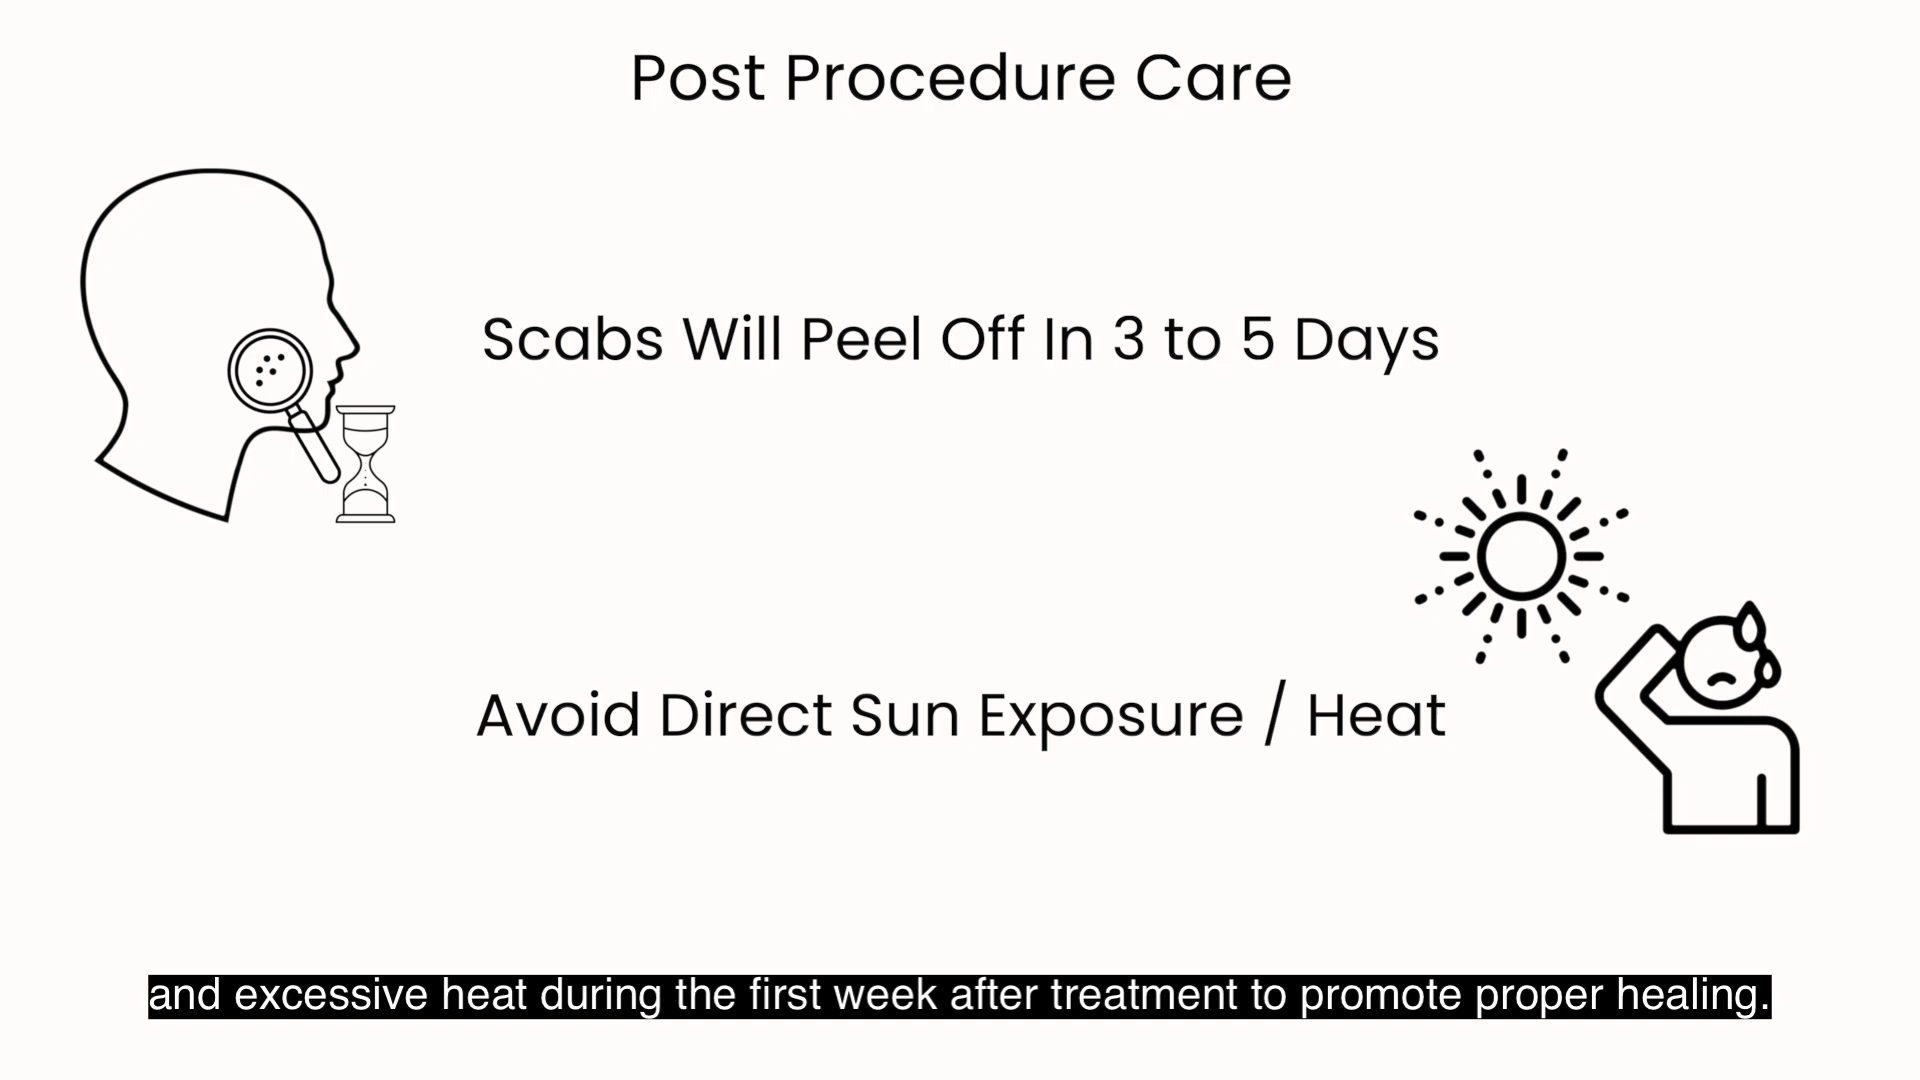 Post Procedure Care
Scabs Will Peel Off In 3 to 5 Days
Avoid Direct Sun Exposure / Heat
and excessive heat during the first week after treatment to promote proper healing.